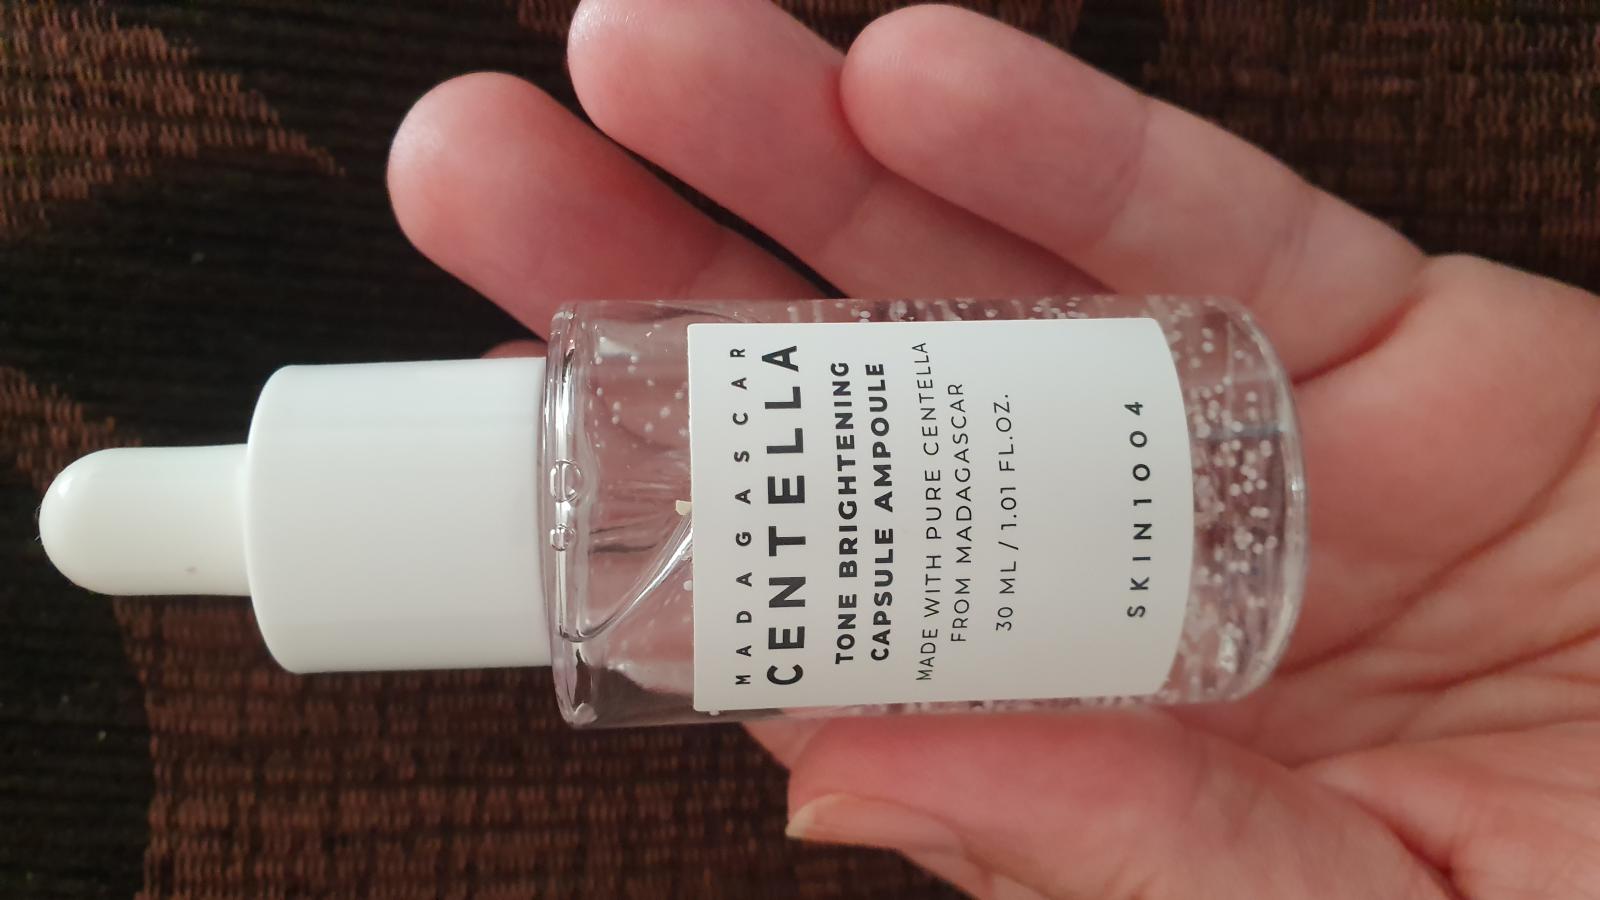 MADAGASCAR
CENTELLA
TONE BRIGHTENING
CAPSULE AMPOULE
MADE WITH PURE CENTELLA
FROM MADAGASCAR
30 ML / 1.01 FL.OZ.
SKIN1004